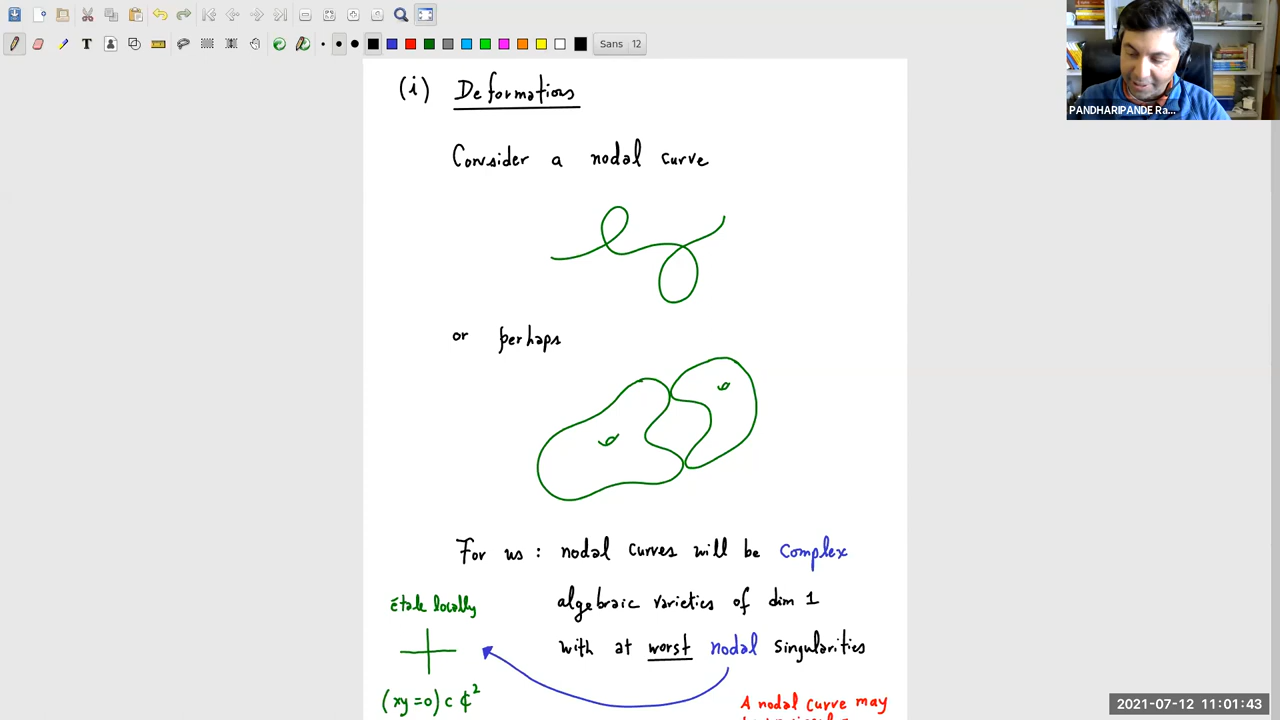 Sans 12
PANDHARIPANDE Ra...
(i) Deformations
Consider a nodal curve
or perhaps
For us : nodal curves will be complex
algebraic varieties of dim 1
with at worst nodal singularities
Etale locally
(xy=0) ⊂ ℂ²
A nodal curve may
2021-07-12 11:01:43